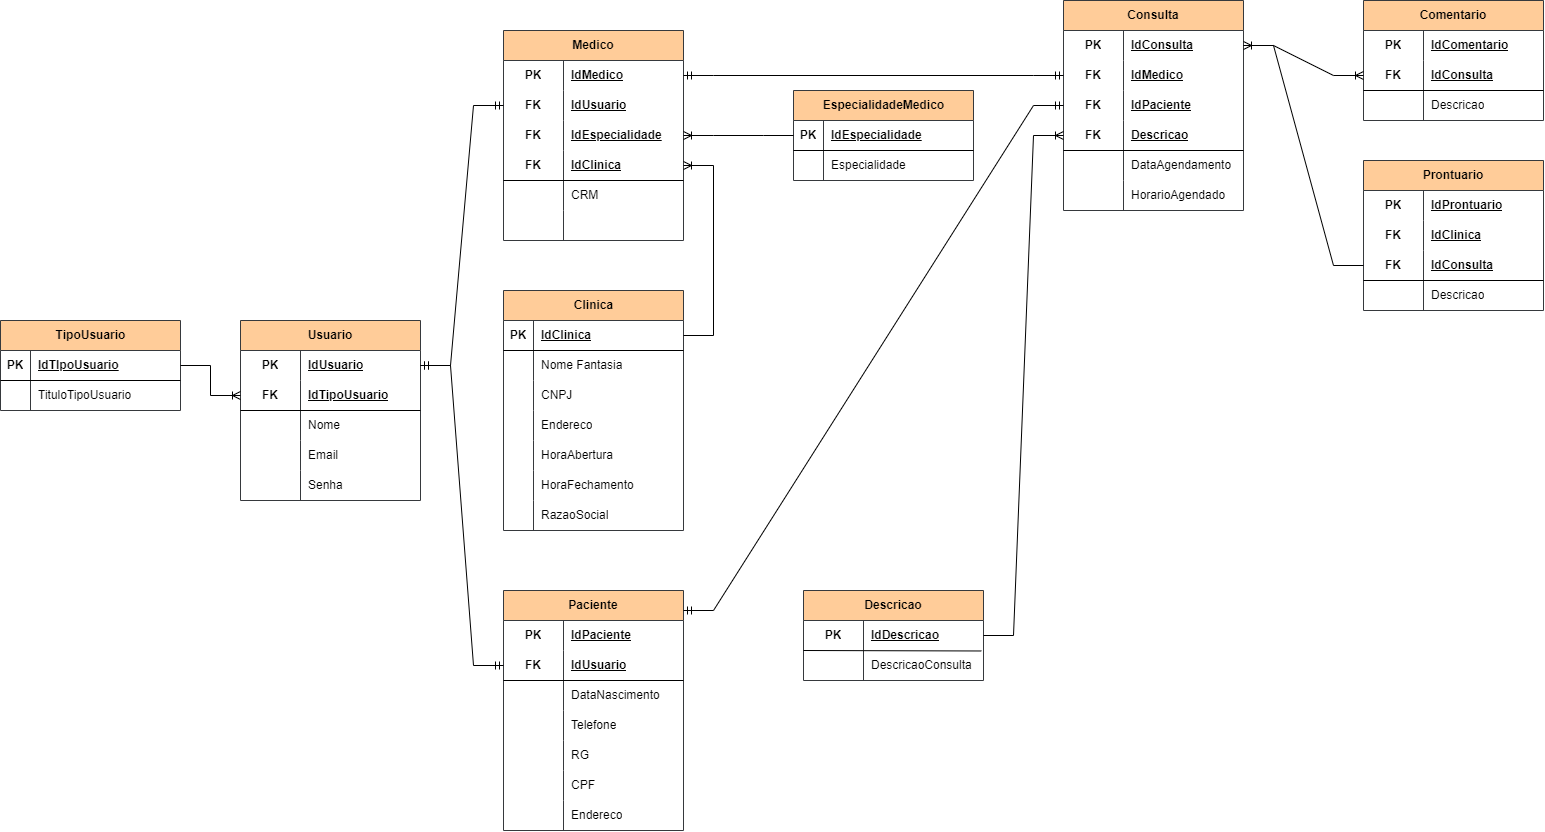 Medico
PK IdMedico
FK IdUsuario
FK IdEspecialidade
FK IdClinica
CRM
EspecialidadeMedico
PK IdEspecialidade
Especialidade
Consulta
PK IdConsulta
FK IdMedico
FK IdPaciente
FK Descricao
DataAgendamento
HorarioAgendado
Comentario
PK IdComentario
FK IdConsulta
Descricao
Prontuario
PK IdProntuario
FK IdClinica
FK IdConsulta
Descricao
TipoUsuario
PK IdTIpoUsuario
TituloTipoUsuario
Usuario
PK IdUsuario
FK IdTipoUsuario
Nome
Email
Senha
Clinica
PK IdClinica
Nome Fantasia
CNPJ
Endereco
HoraAbertura
HoraFechamento
RazaoSocial
Paciente
PK IdPaciente
FK IdUsuario
DataNascimento
Telefone
RG
CPF
Endereco
Descricao
PK IdDescricao
DescricaoConsulta